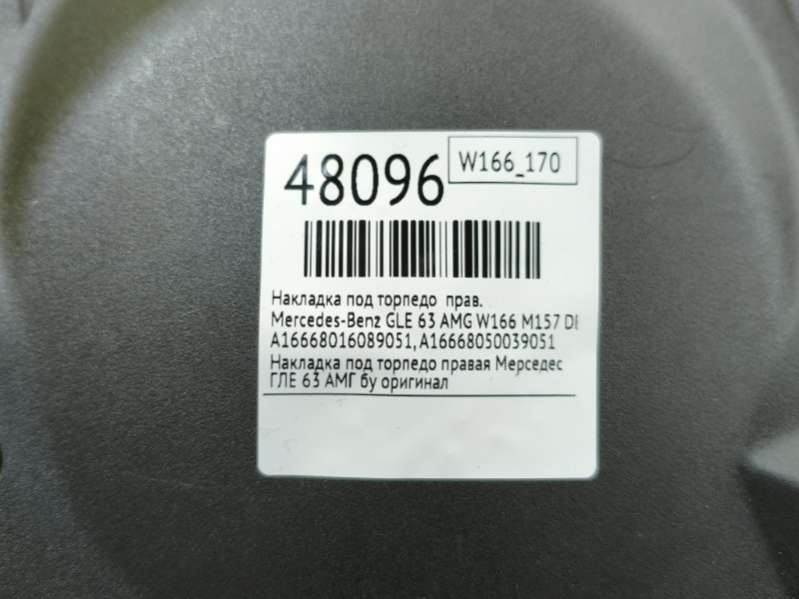 48096
W166_170
Накладка под торпедо прав.
Mercedes-Benz GLE 63 AMG W166 M157 DE
A16668016089051, A16668050039051
Накладка под торпедо правая Мерседес
ГЛЕ 63 АМГ бу оригинал